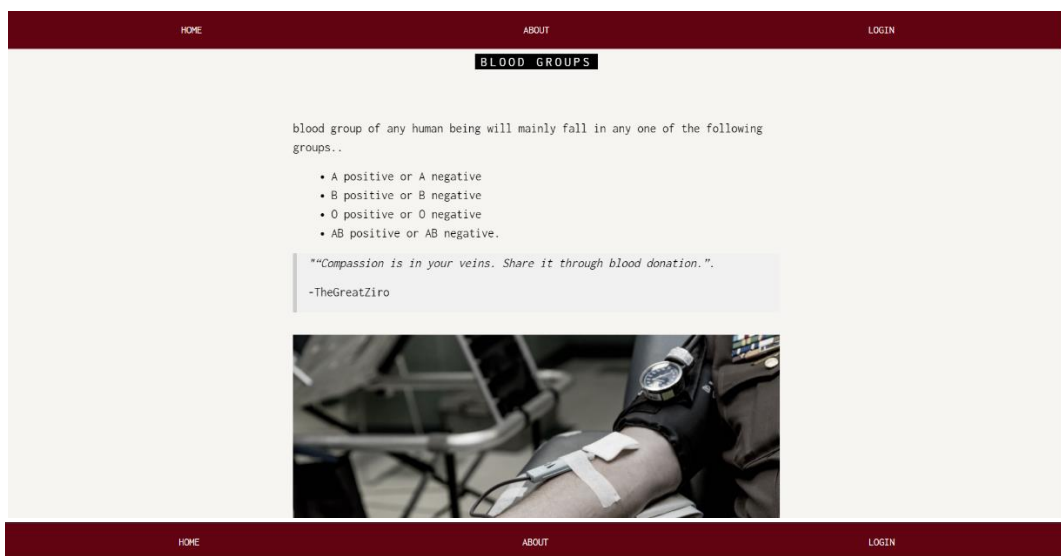 HOME ABOUT LOGIN
BLOOD GROUPS
blood group of any human being will mainly fall in any one of the following
groups..
• A positive or A negative
• B positive or B negative
• O positive or O negative
• AB positive or AB negative.
"“Compassion is in your veins. Share it through blood donation.”.
-TheGreatZiro
HOME ABOUT LOGIN